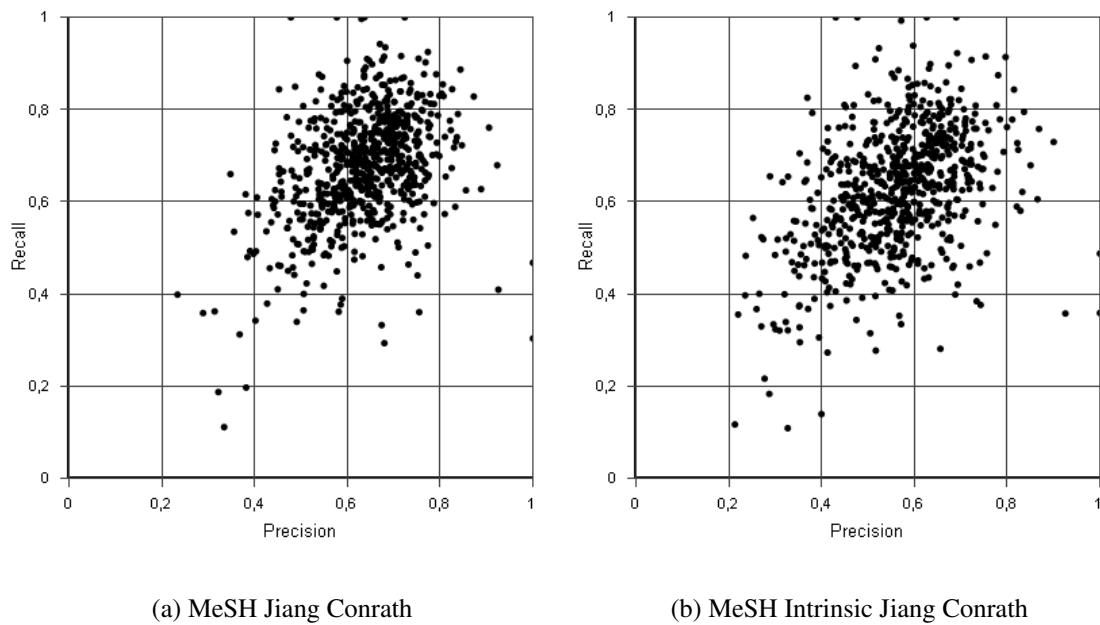 1
0,8
0,6
0,4
0,2
0
Recall
0 0,2 0,4 0,6 0,8 1
Precision
(a) MeSH Jiang Conrath
1
0,8
0,6
0,4
0,2
0
Recall
0 0,2 0,4 0,6 0,8 1
Precision
(b) MeSH Intrinsic Jiang Conrath